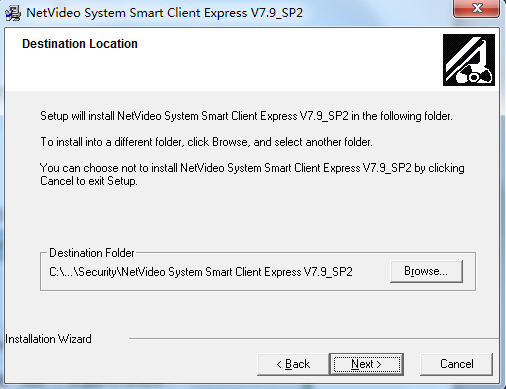 NetVideo System Smart Client Express V7.9_SP2
Destination Location
Setup will install NetVideo System Smart Client Express V7.9_SP2 in the following folder.
To install into a different folder, click Browse, and select another folder.
You can choose not to install NetVideo System Smart Client Express V7.9_SP2 by clicking
Cancel to exit Setup.
Destination Folder
C:\...\Security\NetVideo System Smart Client Express V7.9_SP2
Browse...
Installation Wizard
< Back
Next >
Cancel